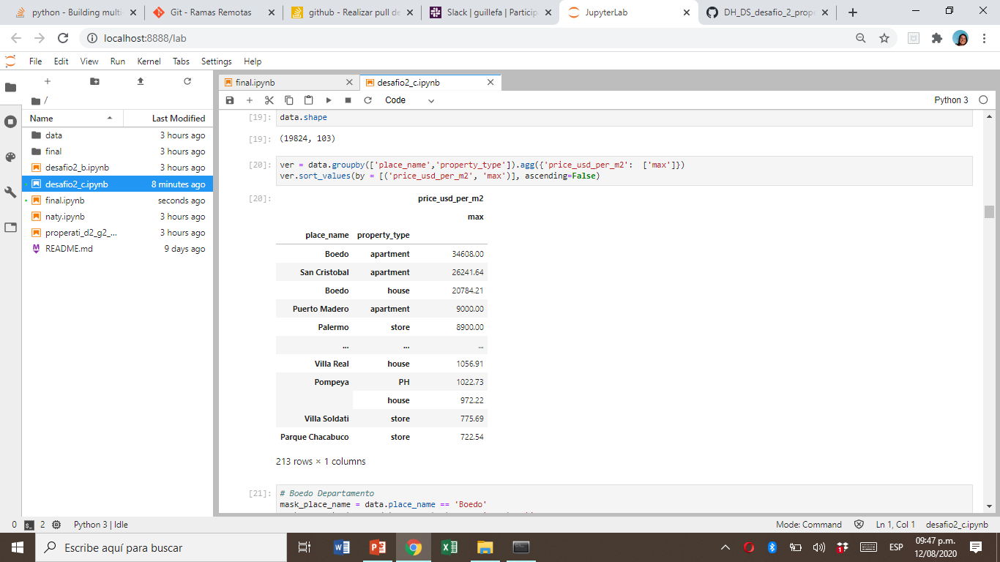 python - Building multi
Git - Ramas Remotas
github - Realizar pull de
Slack | guillefa | Particip
JupyterLab
DH_DS_desafio_2_prop
localhost:8888/lab
File Edit View Run Kernel Tabs Settings Help
/
Name Last Modified
data 3 hours ago
final 3 hours ago
desafio2_b.ipynb 3 hours ago
desafio2_c.ipynb 8 minutes ago
final.ipynb seconds ago
naty.ipynb 3 hours ago
properati_d2_g2_... 3 hours ago
README.md 9 days ago
final.ipynb
desafio2_c.ipynb
Code
Python 3
[19]: data.shape
[19]: (19824, 103)
[20]: ver = data.groupby(['place_name','property_type']).agg({'price_usd_per_m2':  ['max']})
ver.sort_values(by = [('price_usd_per_m2', 'max')], ascending=False)
[20]: price_usd_per_m2
max
place_name property_type
Boedo apartment 34608.00
San Cristobal apartment 26241.64
Boedo house 20784.21
Puerto Madero apartment 9000.00
Palermo store 8900.00
... ... ...
Villa Real house 1056.91
Pompeya PH 1022.73
house 972.22
Villa Soldati store 775.69
Parque Chacabuco store 722.54
213 rows × 1 columns
[21]: # Boedo Departamento
mask_place_name = data.place_name == 'Boedo'
0 2 Python 3 | Idle
Mode: Command Ln 1, Col 1 desafio2_c.ipynb
Escribe aquí para buscar
ESP
09:47 p.m.
12/08/2020